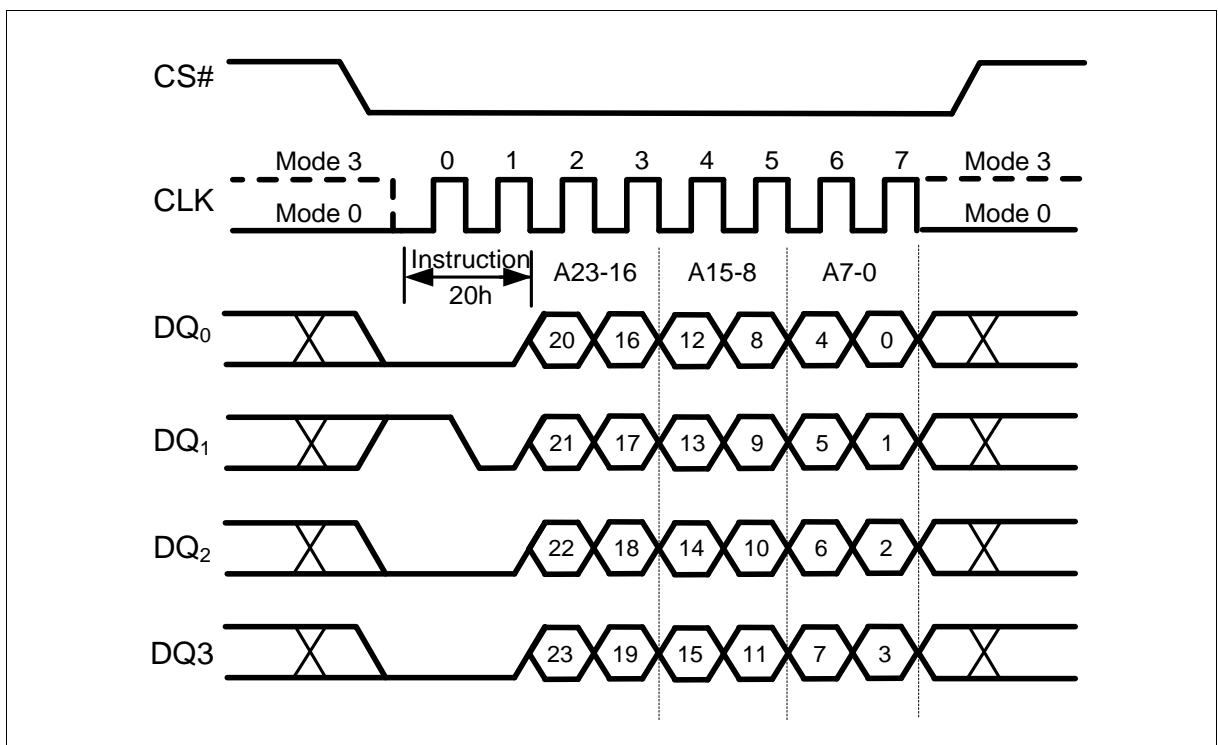 CS#
Mode 3 0 1 2 3 4 5 6 7 Mode 3
CLK
Mode 0 Mode 0
Instruction A23-16 A15-8 A7-0
20h
DQ0 20 16 12 8 4 0
DQ1 21 17 13 9 5 1
DQ2 22 18 14 10 6 2
DQ3 23 19 15 11 7 3